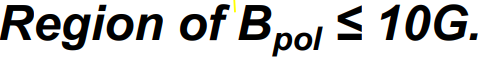 Region of Bpol ≤ 10G.